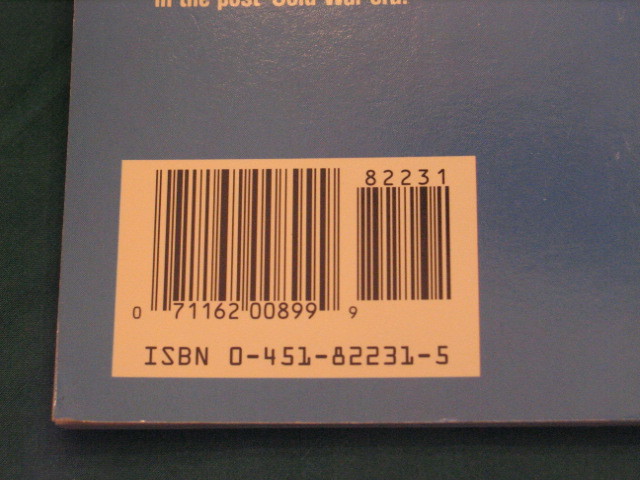 in the post-Cold War era.
82231
0 71162 00899 9
ISBN 0-451-82231-5